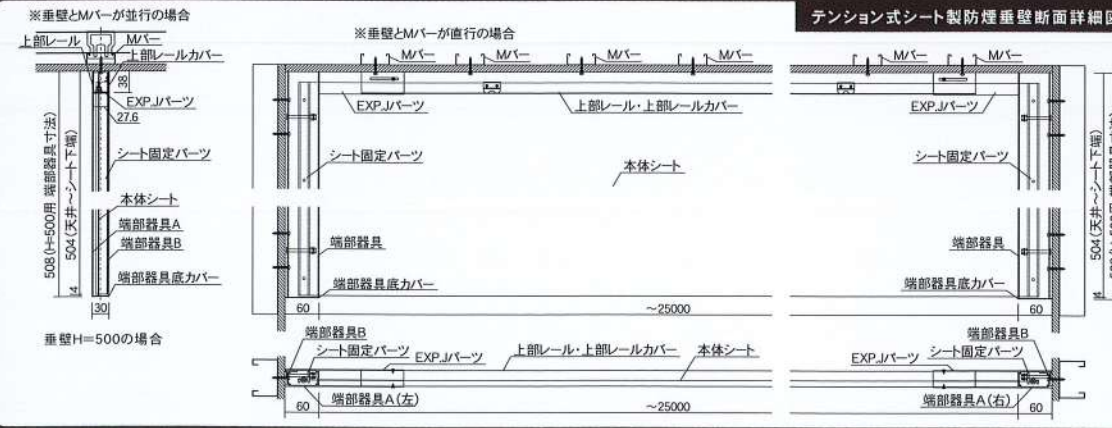 テンション式シート製防煙垂壁断面詳細図
※垂壁とMバーが並行の場合
上部レール
Mバー
上部レールカバー
38
EXP.Jパーツ
27.6
シート固定パーツ
本体シート
端部器具A
端部器具B
端部器具底カバー
508(H=500用 端部器具寸法)
504(天井~シート下端)
4
30
垂壁H=500の場合
※垂壁とMバーが直行の場合
Mバー
Mバー
Mバー
Mバー
Mバー
Mバー
EXP.Jパーツ
上部レール・上部レールカバー
EXP.Jパーツ
シート固定パーツ
本体シート
シート固定パーツ
端部器具
端部器具
端部器具底カバー
端部器具底カバー
60
~25000
60
504(天井~シート下端)
4
端部器具B
シート固定パーツ
EXP.Jパーツ
上部レール・上部レールカバー
本体シート
EXP.Jパーツ
シート固定パーツ
端部器具B
端部器具A(左)
端部器具A(右)
60
~25000
60